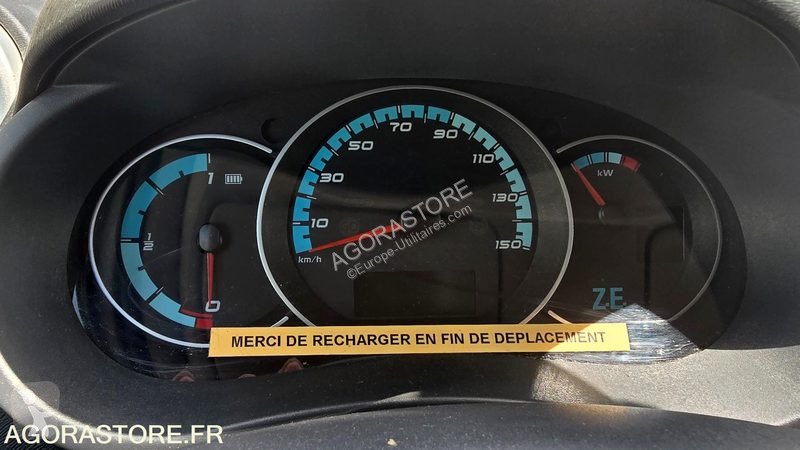 70
50
90
30
110
10
130
km/h
150
1
1/2
0
kW
Z.E.
AGORASTORE
©Europe-Utilitaires.com
MERCI DE RECHARGER EN FIN DE DEPLACEMENT
AGORASTORE.FR